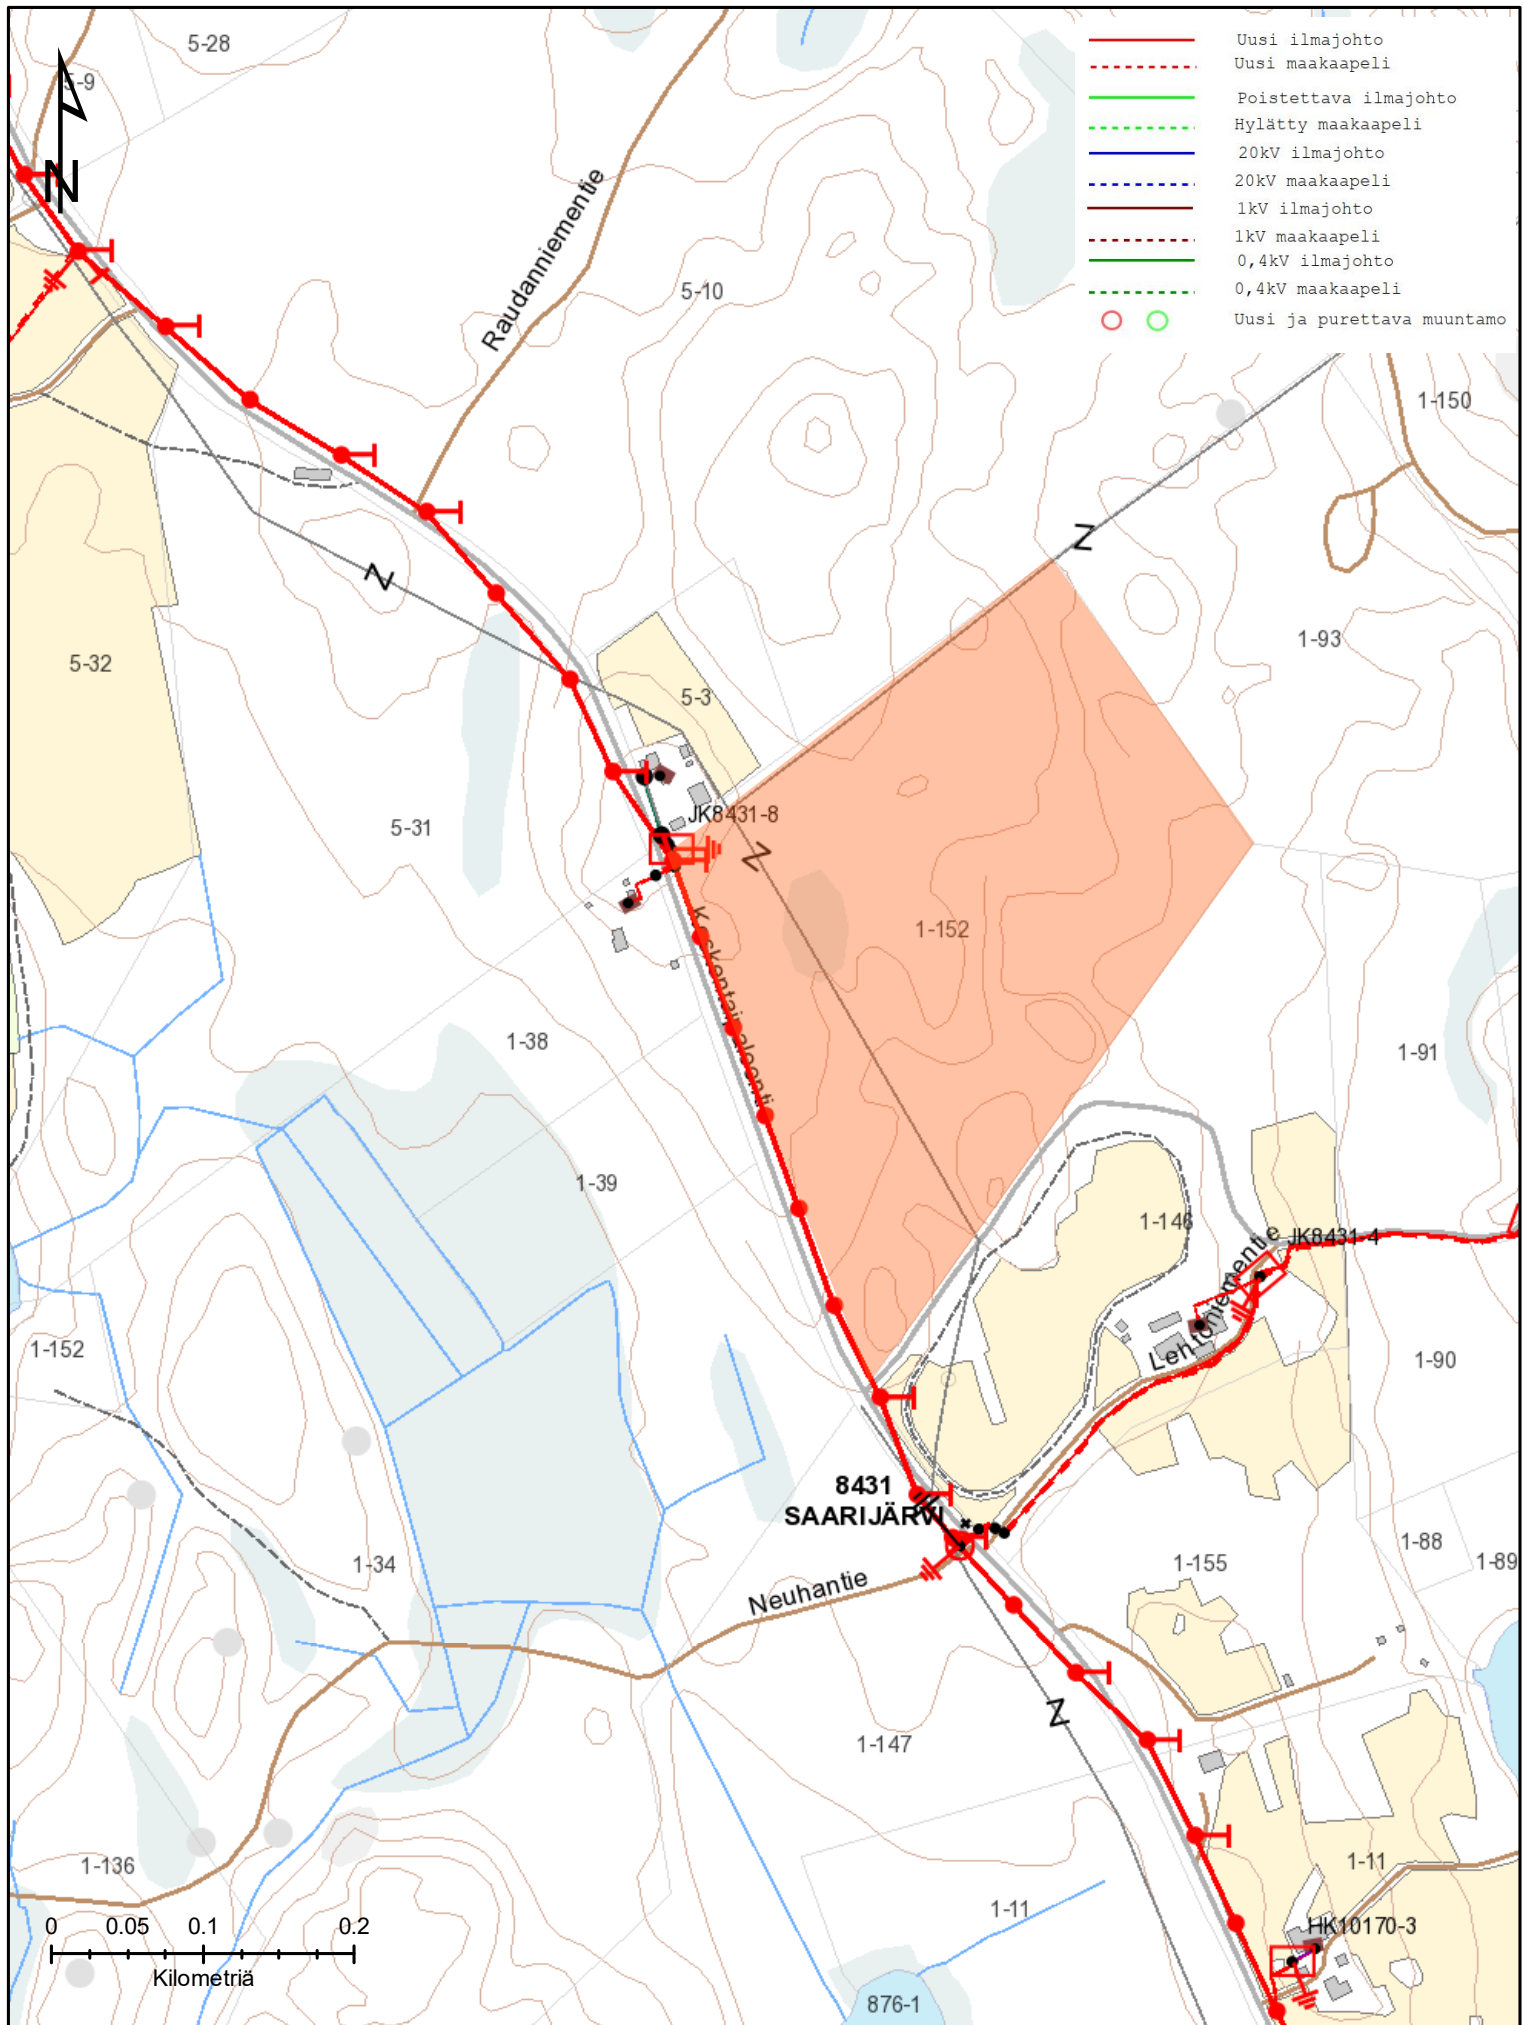 5-28
5-9
N
Uusi ilmajohto
Uusi maakaapeli
Poistettava ilmajohto
Hylätty maakaapeli
20kV ilmajohto
20kV maakaapeli
1kV ilmajohto
1kV maakaapeli
0,4kV ilmajohto
0,4kV maakaapeli
Uusi ja purettava muuntamo
Raudanniementie
5-10
1-150
Z
Z
1-93
5-32
5-3
JK8431-8
5-31
Z
1-152
1-38
1-91
1-39
1-146
JK8431-4
Lehtoniementie
1-152
1-90
8431
SAARIJÄRVI
1-88
1-89
1-34
1-155
Neuhantie
Z
1-147
1-136
1-11
1-11
HK10170-3
0 0.05 0.1 0.2
Kilometriä
876-1